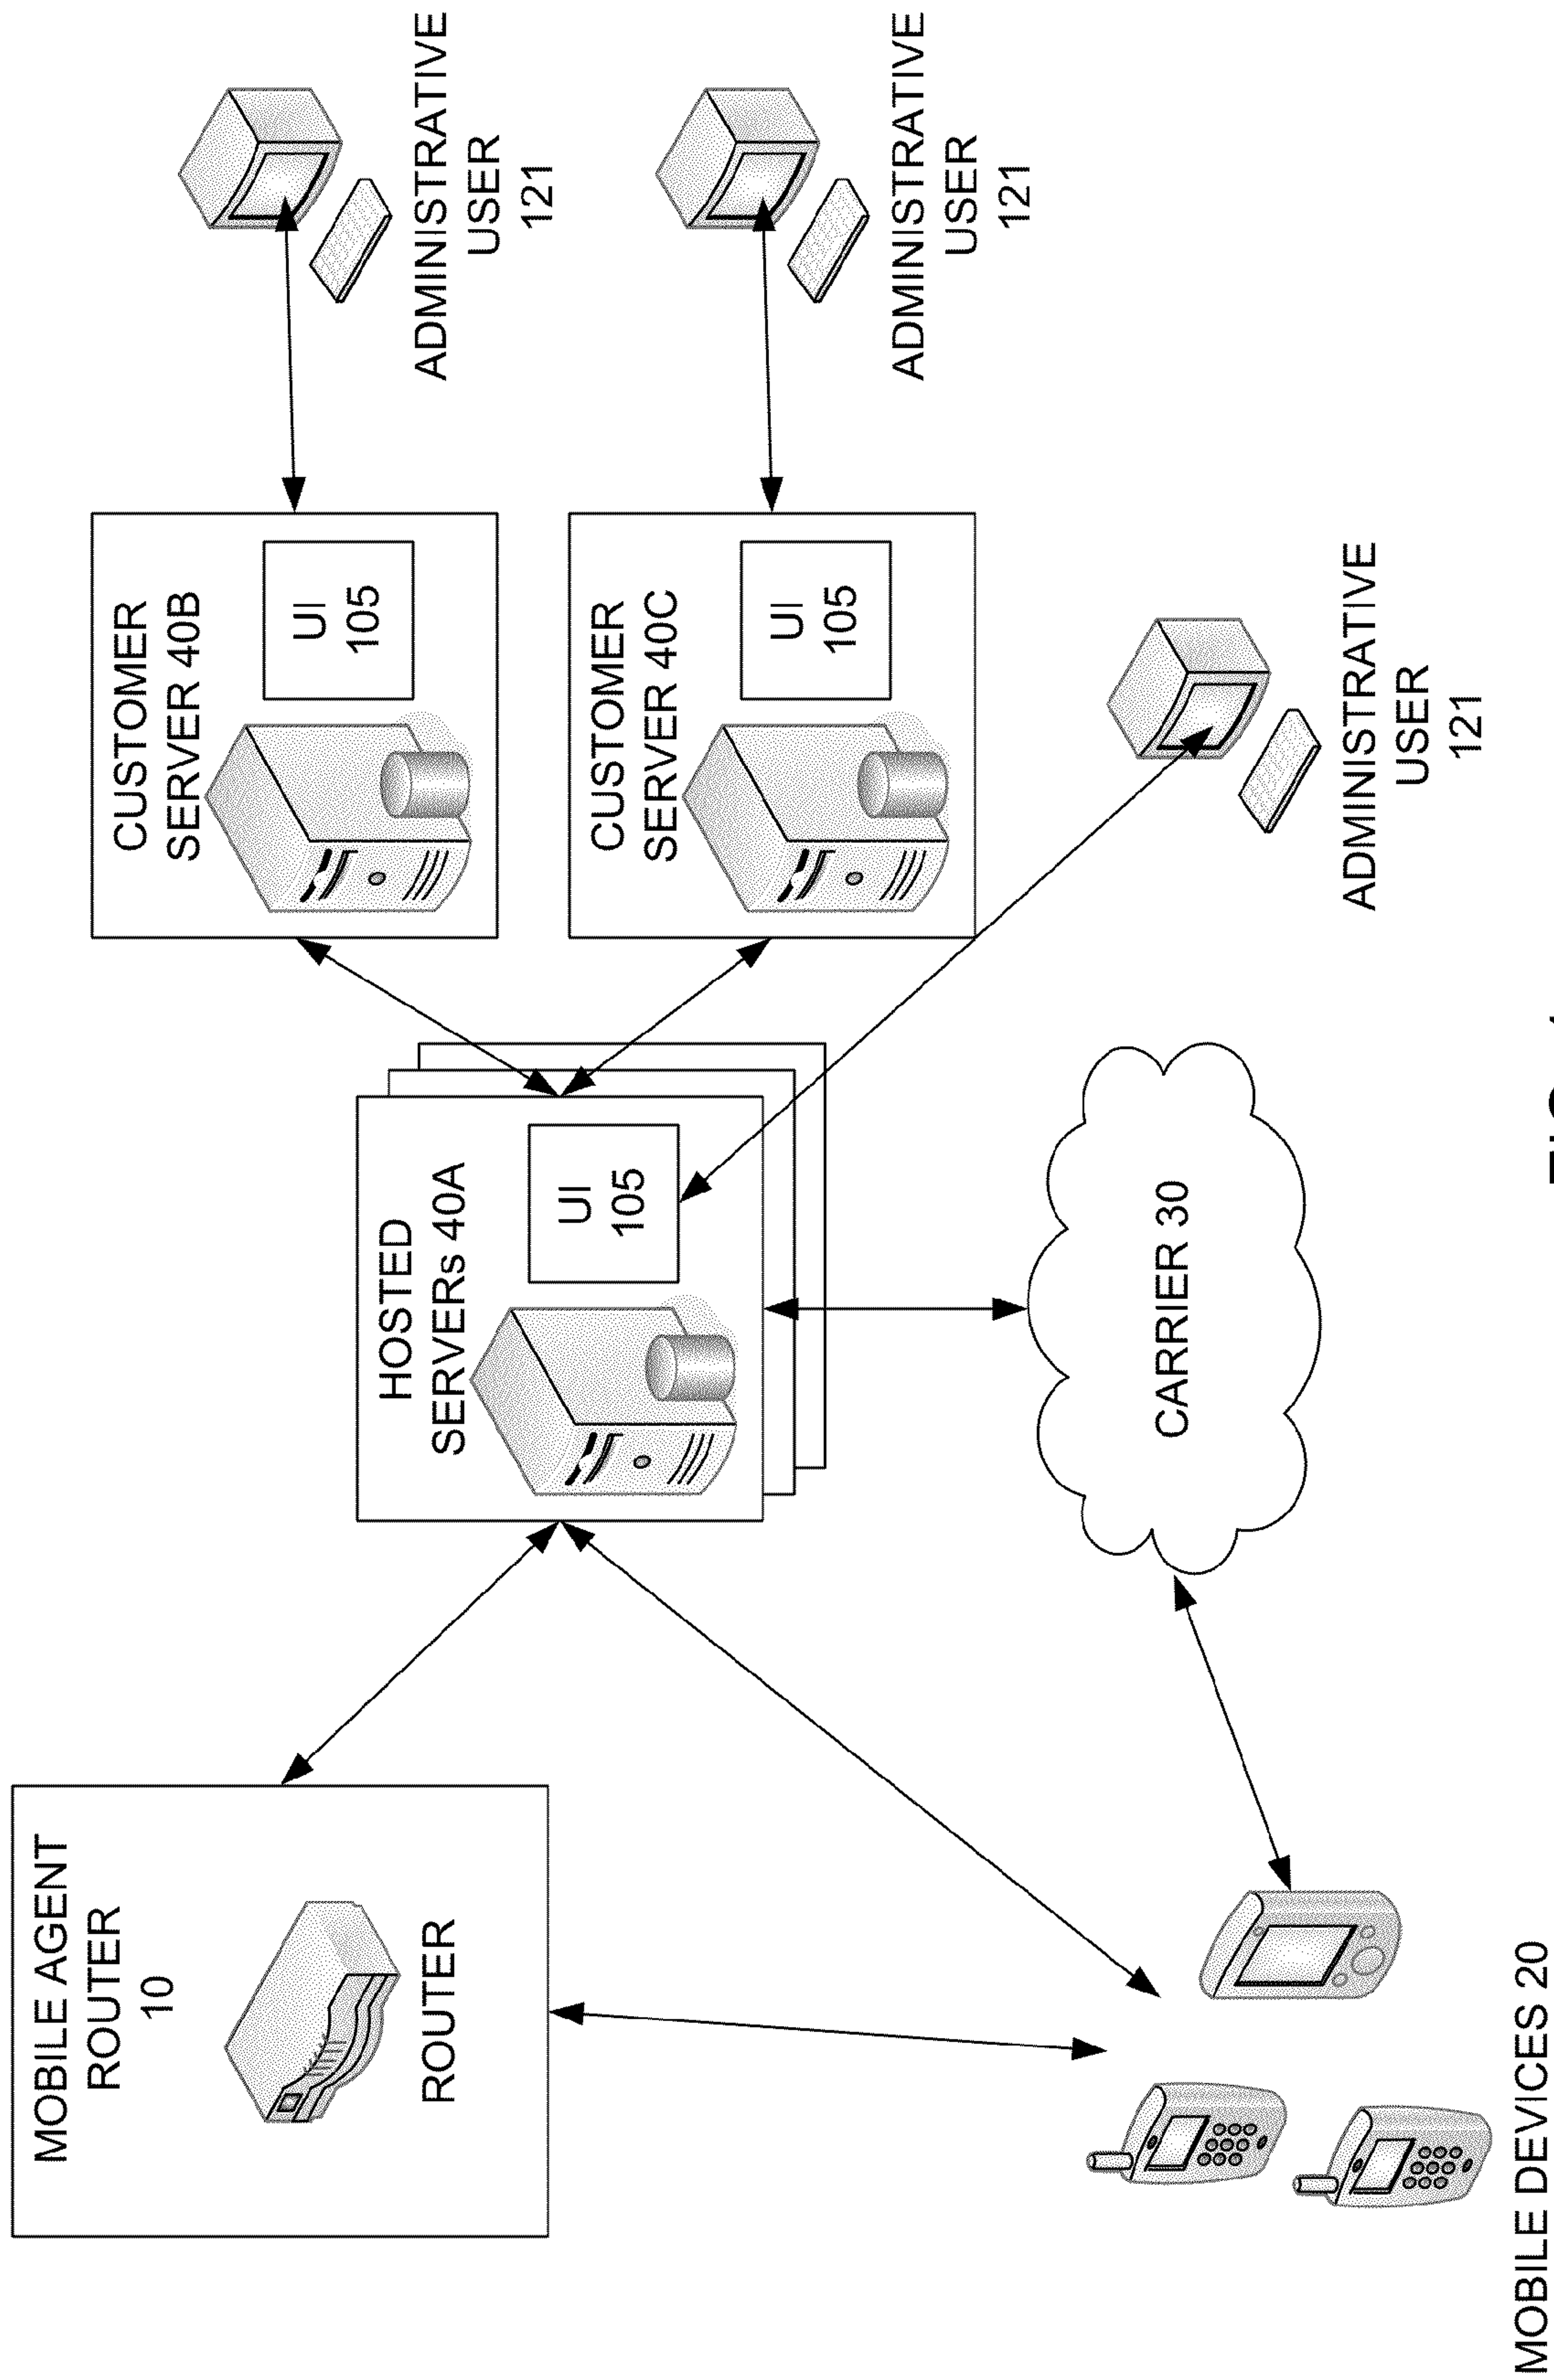 MOBILE AGENT
ROUTER
10
ROUTER
HOSTED
SERVERs 40A
UI
105
CUSTOMER
SERVER 40B
UI
105
ADMINISTRATIVE
USER
121
CUSTOMER
SERVER 40C
UI
105
ADMINISTRATIVE
USER
121
CARRIER 30
ADMINISTRATIVE
USER
121
MOBILE DEVICES 20